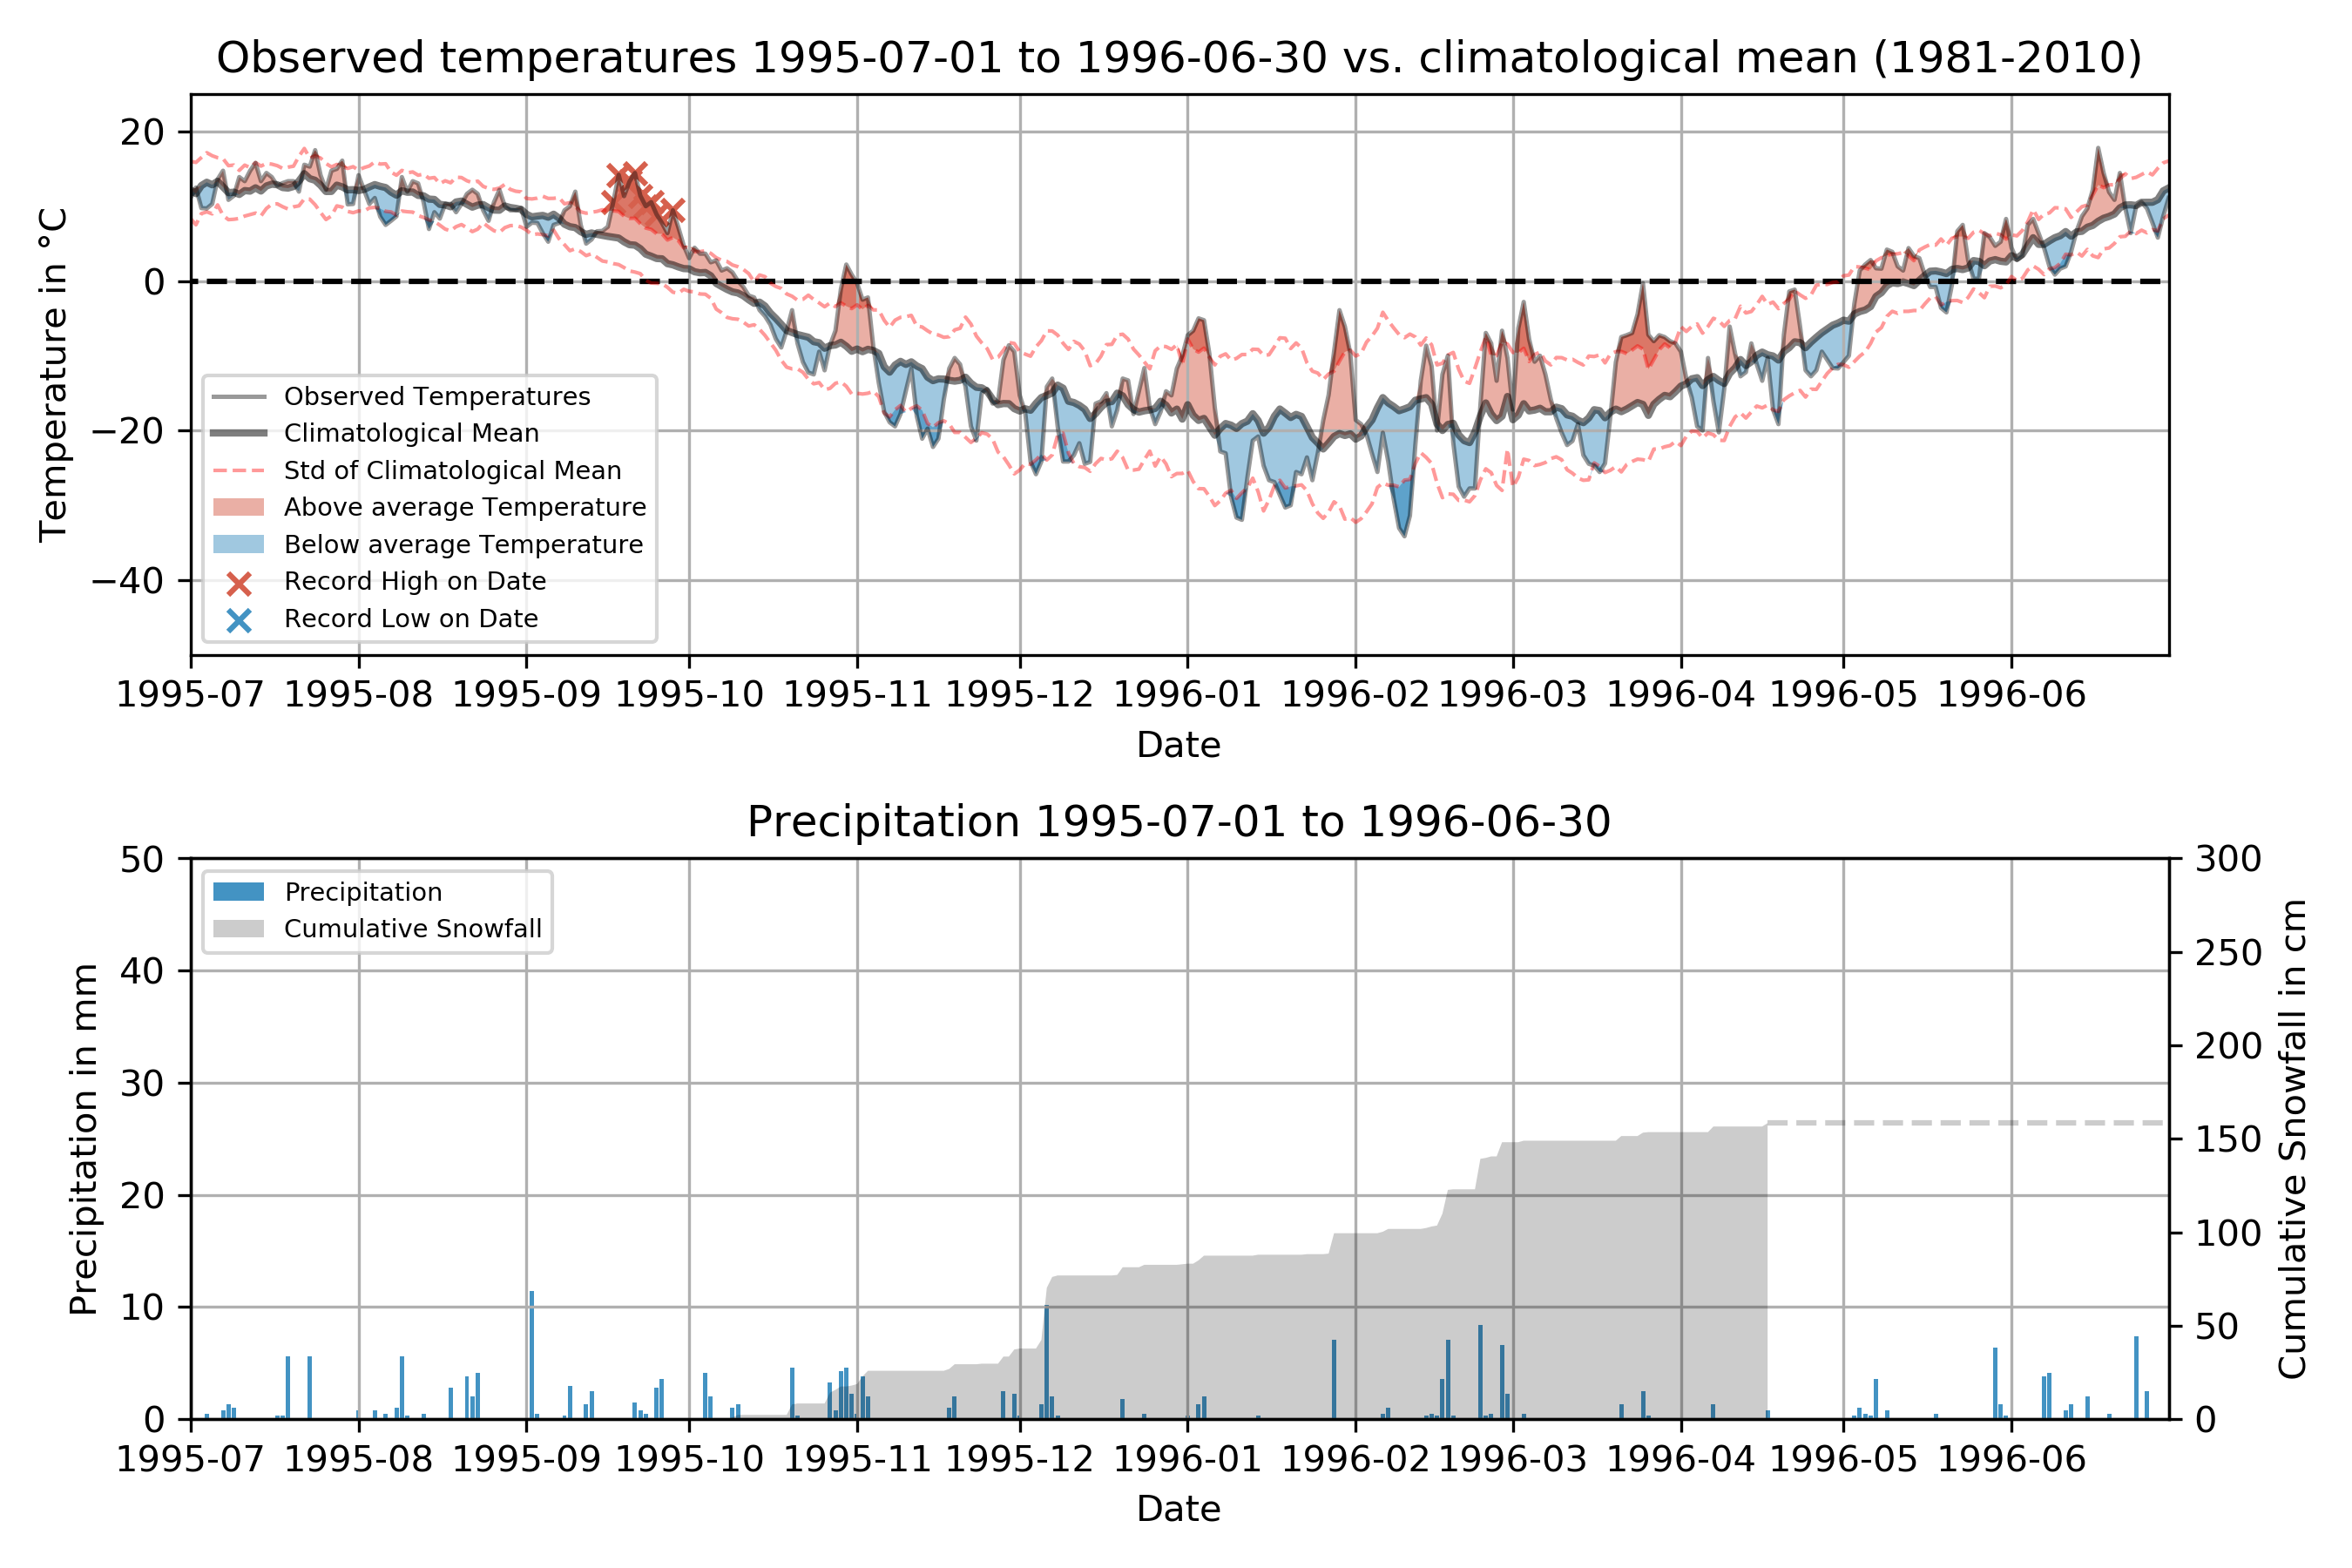 Observed temperatures 1995-07-01 to 1996-06-30 vs. climatological mean (1981-2010)
20
0
−20
−40
Temperature in °C
Observed Temperatures
Climatological Mean
Std of Climatological Mean
Above average Temperature
Below average Temperature
Record High on Date
Record Low on Date
1995-07 1995-08 1995-09 1995-10 1995-11 1995-12 1996-01 1996-02 1996-03 1996-04 1996-05 1996-06
Date
Precipitation 1995-07-01 to 1996-06-30
50
40
30
20
10
0
Precipitation in mm
Precipitation
Cumulative Snowfall
300
250
200
150
100
50
0
Cumulative Snowfall in cm
1995-07 1995-08 1995-09 1995-10 1995-11 1995-12 1996-01 1996-02 1996-03 1996-04 1996-05 1996-06
Date